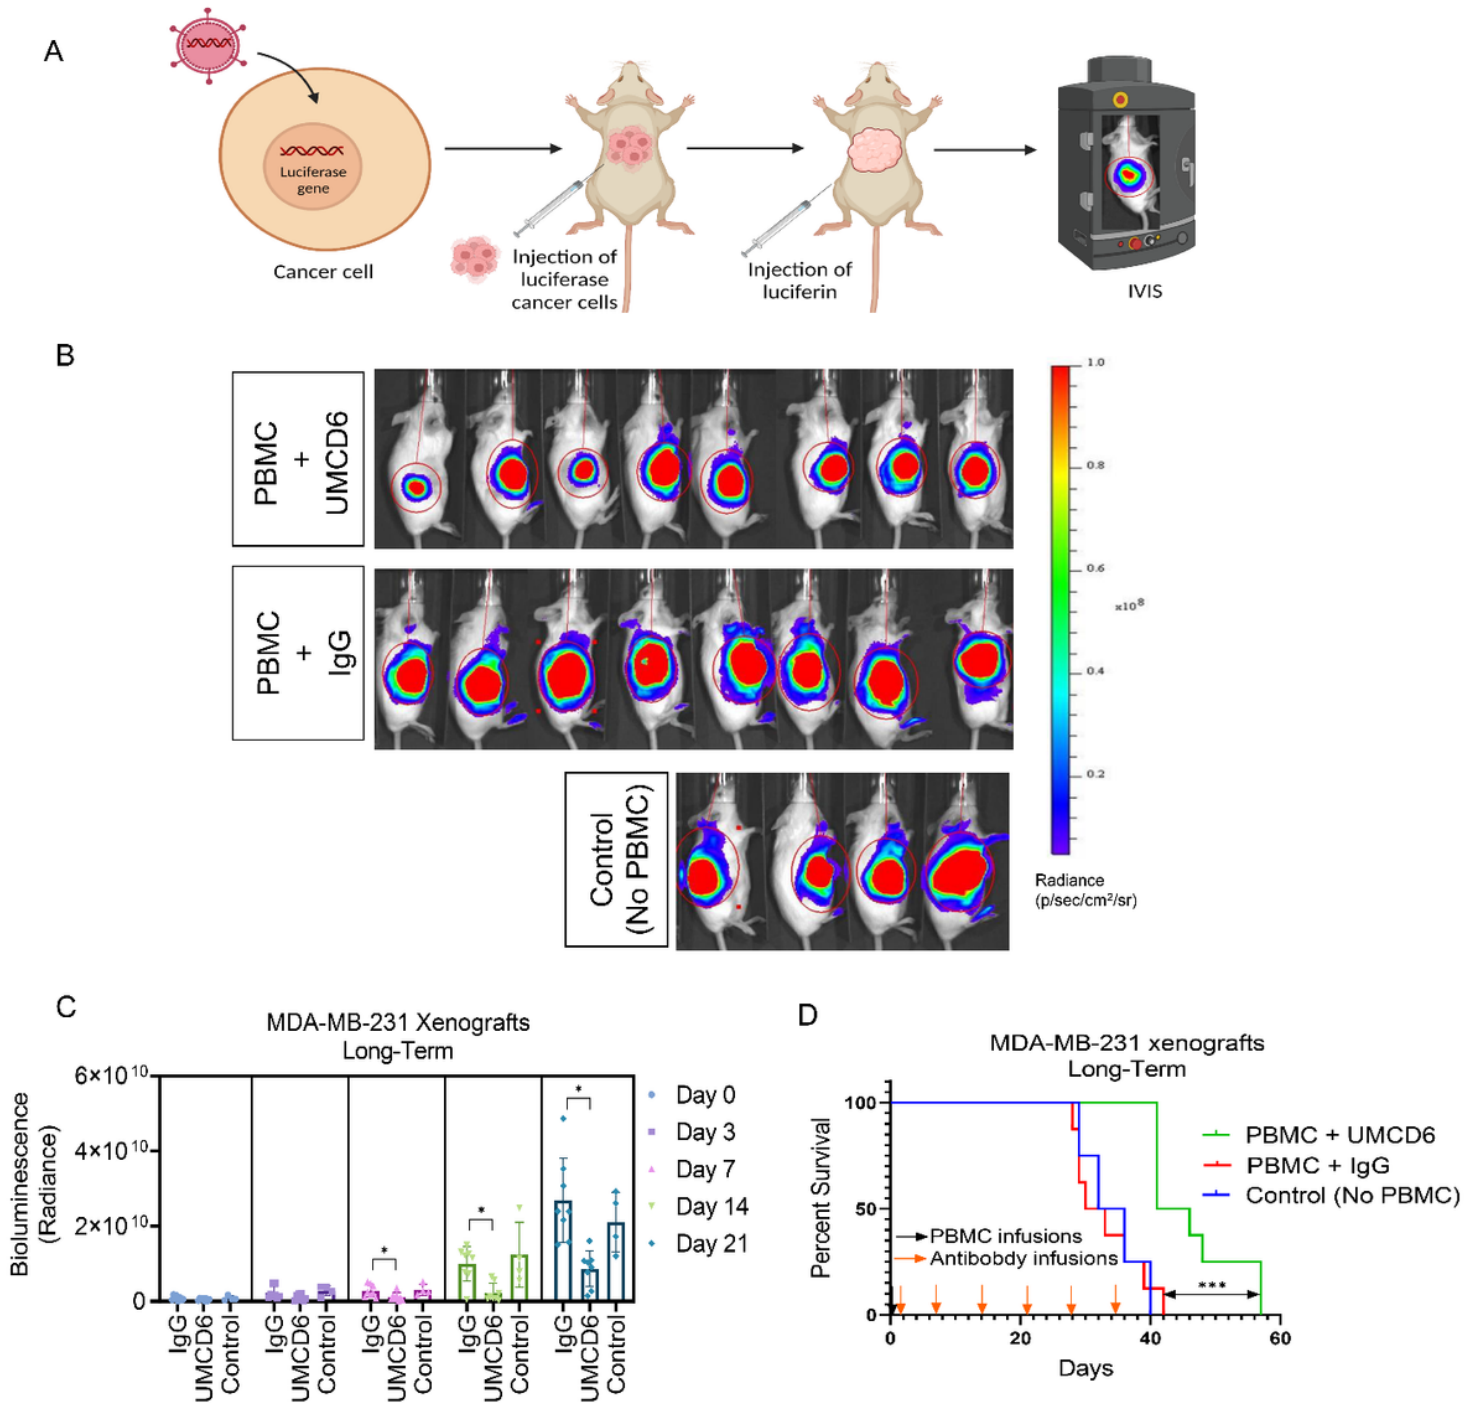 A
Luciferase
gene
Cancer cell
Injection of
luciferase
cancer cells
Injection of
luciferin
IVIS
B
PBMC
+
UMCD6
PBMC
+
IgG
Control
(No PBMC)
1.0
0.8
0.6
×10⁸
0.4
0.2
Radiance
(p/sec/cm²/sr)
C
MDA-MB-231 Xenografts
Long-Term
Bioluminescence
(Radiance)
6×10¹⁰
4×10¹⁰
2×10¹⁰
0
*
*
*
IgG
UMCD6
Control
IgG
UMCD6
Control
IgG
UMCD6
Control
IgG
UMCD6
Control
IgG
UMCD6
Control
Day 0
Day 3
Day 7
Day 14
Day 21
D
MDA-MB-231 xenografts
Long-Term
Percent Survival
100
50
0
PBMC infusions
Antibobdy infusions
***
0 20 40 60
Days
PBMC + UMCD6
PBMC + IgG
Control (No PBMC)